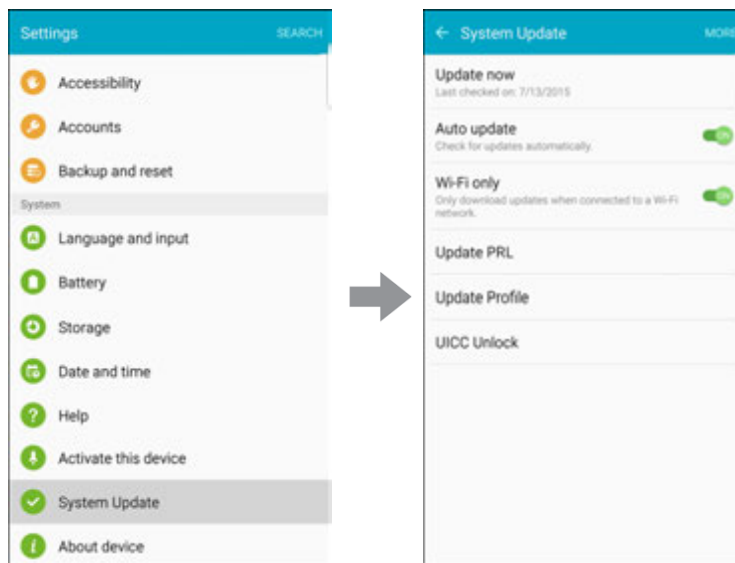 Settings SEARCH
Accessibility
Accounts
Backup and reset
System
Language and input
Battery
Storage
Date and time
Help
Activate this device
System Update
About device
System Update MORE
Update now
Last checked on: 7/13/2015
Auto update
Check for updates automatically.
ON
Wi-Fi only
Only download updates when connected to a Wi-Fi
network.
ON
Update PRL
Update Profile
UICC Unlock